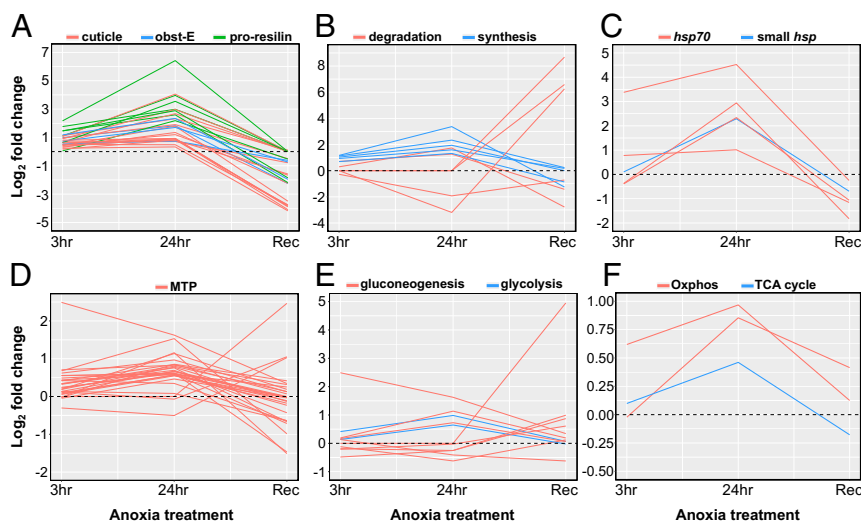 A
cuticle obst-E pro-resilin
Log2 fold change
7
5
3
1
-1
-3
-5
3hr 24hr Rec
B
degradation synthesis
8
6
4
2
0
-2
-4
3hr 24hr Rec
C
hsp70 small hsp
5
4
3
2
1
0
-1
-2
3hr 24hr Rec
D
MTP
Log2 fold change
2
1
0
1
-2
3hr 24hr Rec
Anoxia treatment
E
gluconeogenesis glycolysis
5
4
3
2
1
0
-1
3hr 24hr Rec
Anoxia treatment
F
Oxphos TCA cycle
1.00
0.75
0.50
0.25
0.00
-0.25
-0.50
3hr 24hr Rec
Anoxia treatment